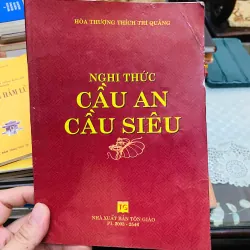 HÒA THƯỢNG THÍCH TRÍ QUẢNG
NGHI THỨC
CẦU AN
CẦU SIÊU
NHÀ XUẤT BẢN TÔN GIÁO